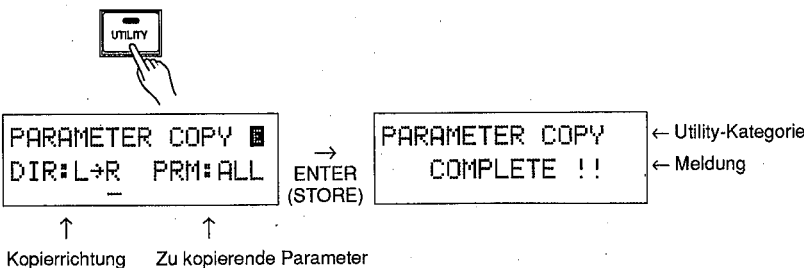 UTILITY
PARAMETER COPY E
DIR:L→R PRM:ALL
→
ENTER
(STORE)
PARAMETER COPY
COMPLETE !!
← Utility-Kategorie
← Meldung
↑ ↑
Kopierrichtung Zu kopierende Parameter